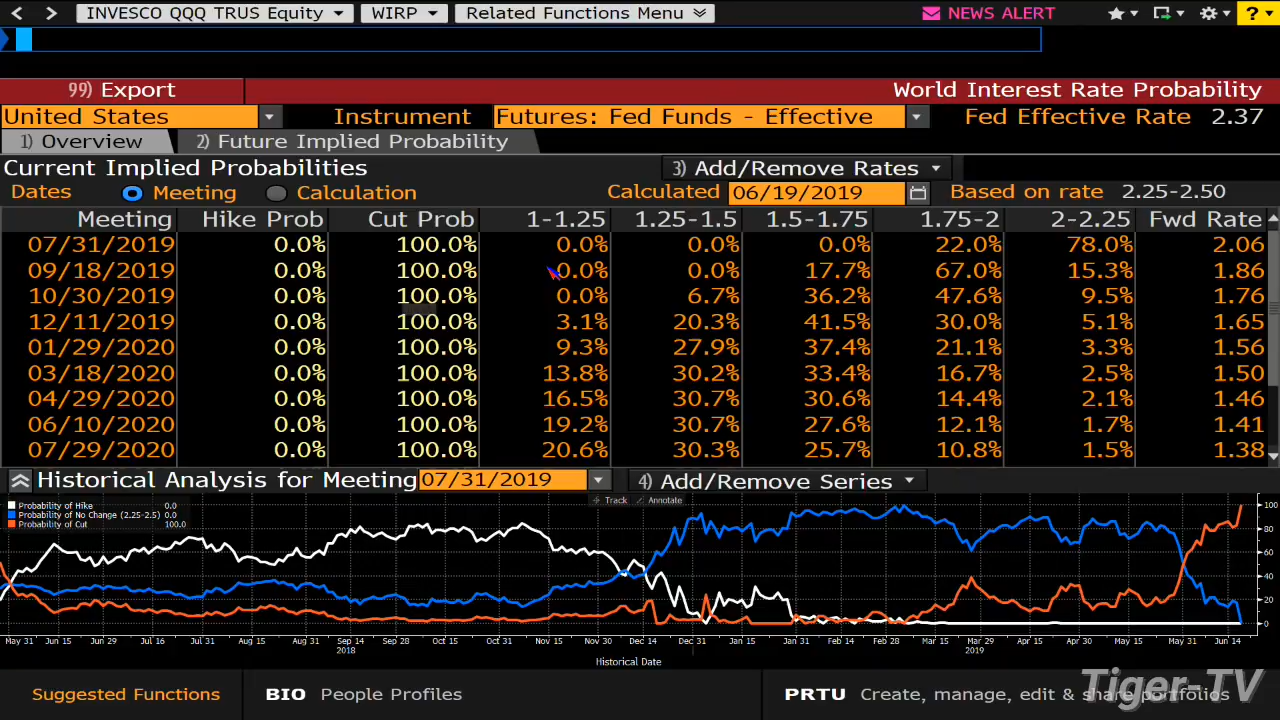 INVESCO QQQ TRUS Equity WIRP Related Functions Menu NEWS ALERT ?
99) Export World Interest Rate Probability
United States Instrument Futures: Fed Funds - Effective Fed Effective Rate 2.37
1) Overview 2) Future Implied Probability
Current Implied Probabilities 3) Add/Remove Rates
Dates Meeting Calculation Calculated 06/19/2019 Based on rate 2.25-2.50
Meeting Hike Prob Cut Prob 1-1.25 1.25-1.5 1.5-1.75 1.75-2 2-2.25 Fwd Rate
07/31/2019 0.0% 100.0% 0.0% 0.0% 0.0% 22.0% 78.0% 2.06
09/18/2019 0.0% 100.0% 0.0% 0.0% 17.7% 67.0% 15.3% 1.86
10/30/2019 0.0% 100.0% 0.0% 6.7% 36.2% 47.6% 9.5% 1.76
12/11/2019 0.0% 100.0% 3.1% 20.3% 41.5% 30.0% 5.1% 1.65
01/29/2020 0.0% 100.0% 9.3% 27.9% 37.4% 21.1% 3.3% 1.56
03/18/2020 0.0% 100.0% 13.8% 30.2% 33.4% 16.7% 2.5% 1.50
04/29/2020 0.0% 100.0% 16.5% 30.7% 30.6% 14.4% 2.1% 1.46
06/10/2020 0.0% 100.0% 19.2% 30.7% 27.6% 12.1% 1.7% 1.41
07/29/2020 0.0% 100.0% 20.6% 30.3% 25.7% 10.8% 1.5% 1.38
Historical Analysis for Meeting 07/31/2019 4) Add/Remove Series
Track Annotate
Probability of Hike 0.0
Probability of No Change (2.25-2.5) 0.0
Probability of Cut 100.0
100
80
60
40
20
0
May 31 Jun 15 Jun 29 Jul 16 Jul 31 Aug 15 Aug 31 Sep 14 Sep 28 Oct 15 Oct 31 Nov 15 Nov 30 Dec 14 Dec 31 Jan 15 Jan 31 Feb 14 Feb 28 Mar 15 Mar 29 Apr 15 Apr 30 May 15 May 31 Jun 14
2018 2019
Historical Date
Suggested Functions BIO People Profiles PRTU Create, manage, edit & share portfolios
Tiger-TV